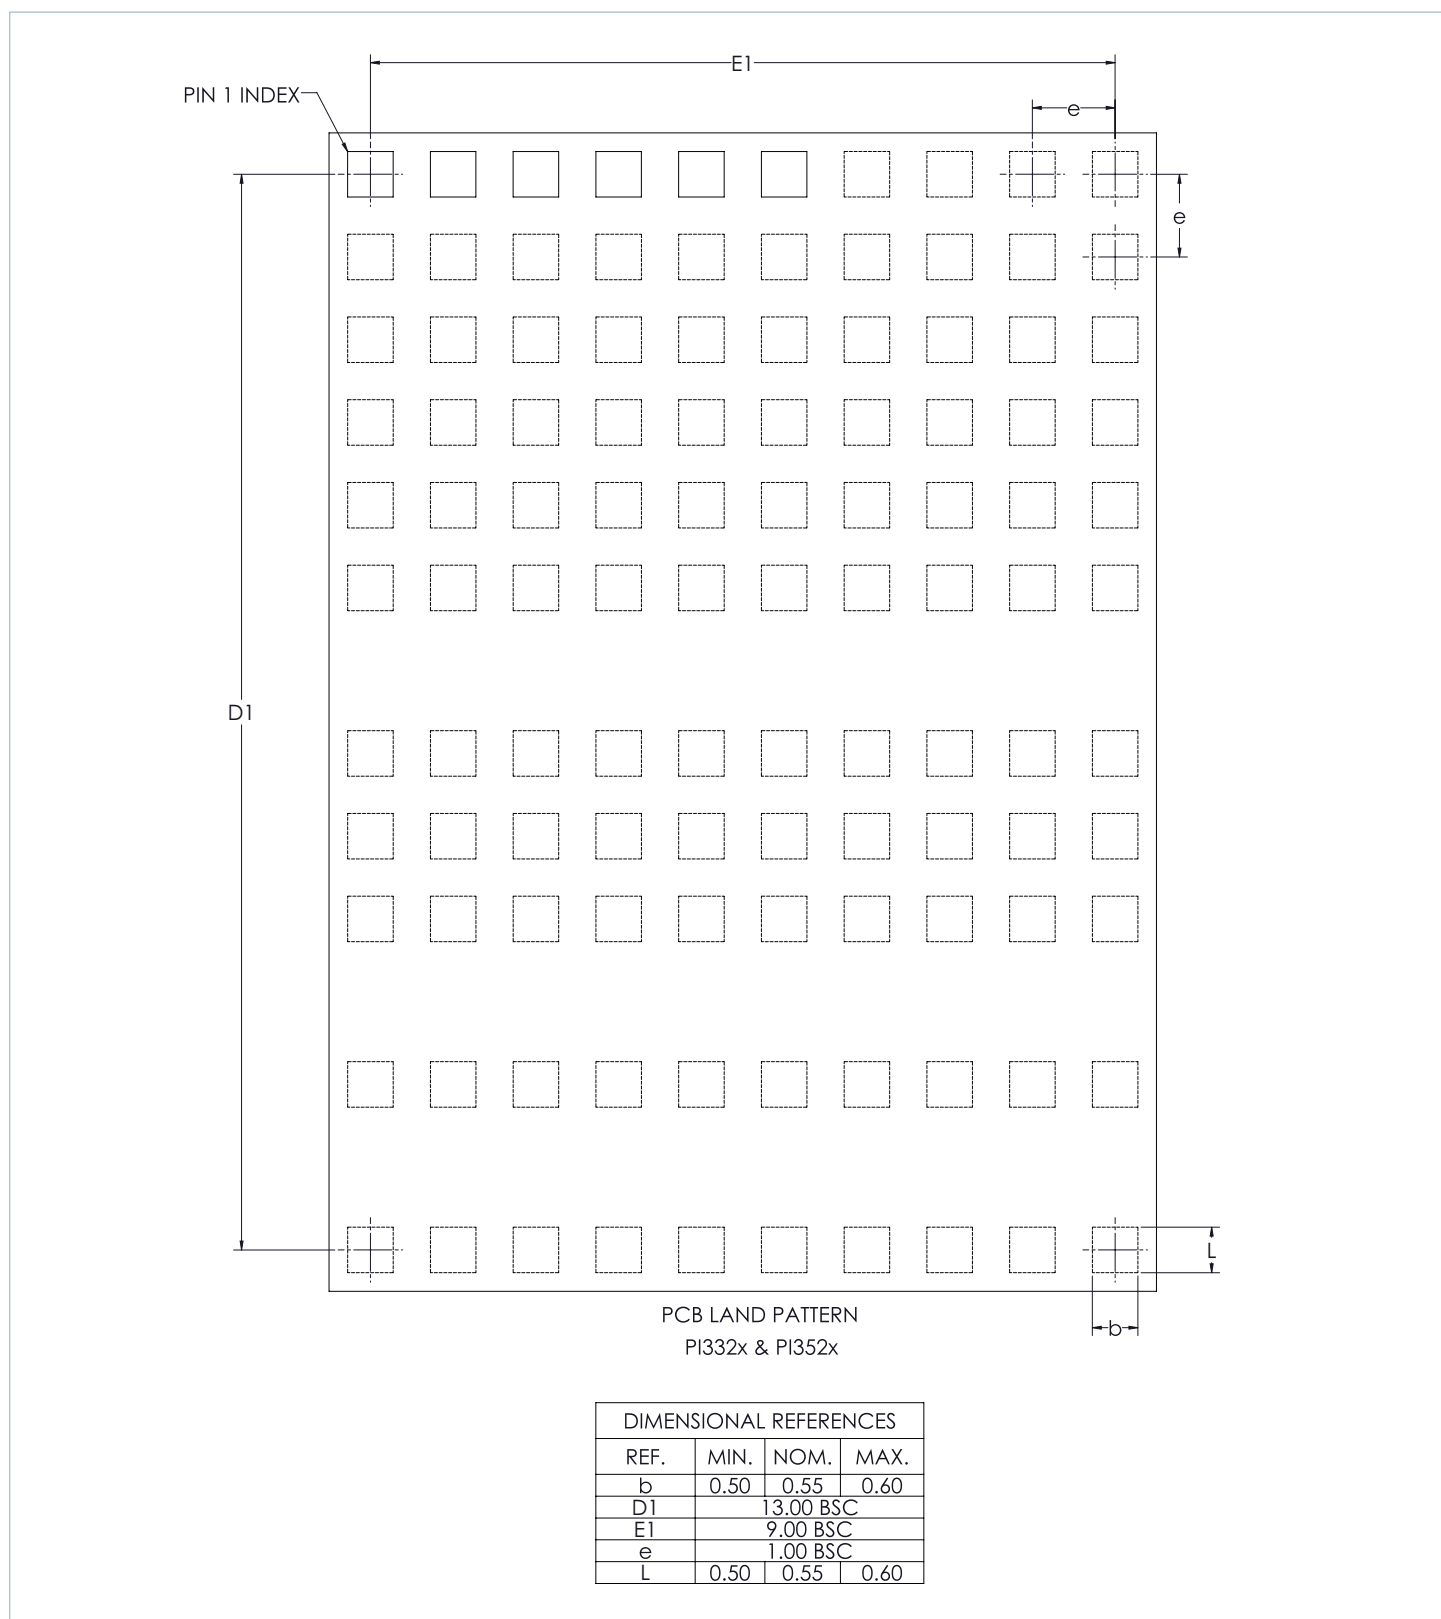 E1
PIN 1 INDEX
e
e
D1
L
PCB LAND PATTERN
b
PI332x & PI352x
DIMENSIONAL REFERENCES
REF. MIN. NOM. MAX.
b 0.50 0.55 0.60
D1 13.00 BSC
E1 9.00 BSC
e 1.00 BSC
L 0.50 0.55 0.60